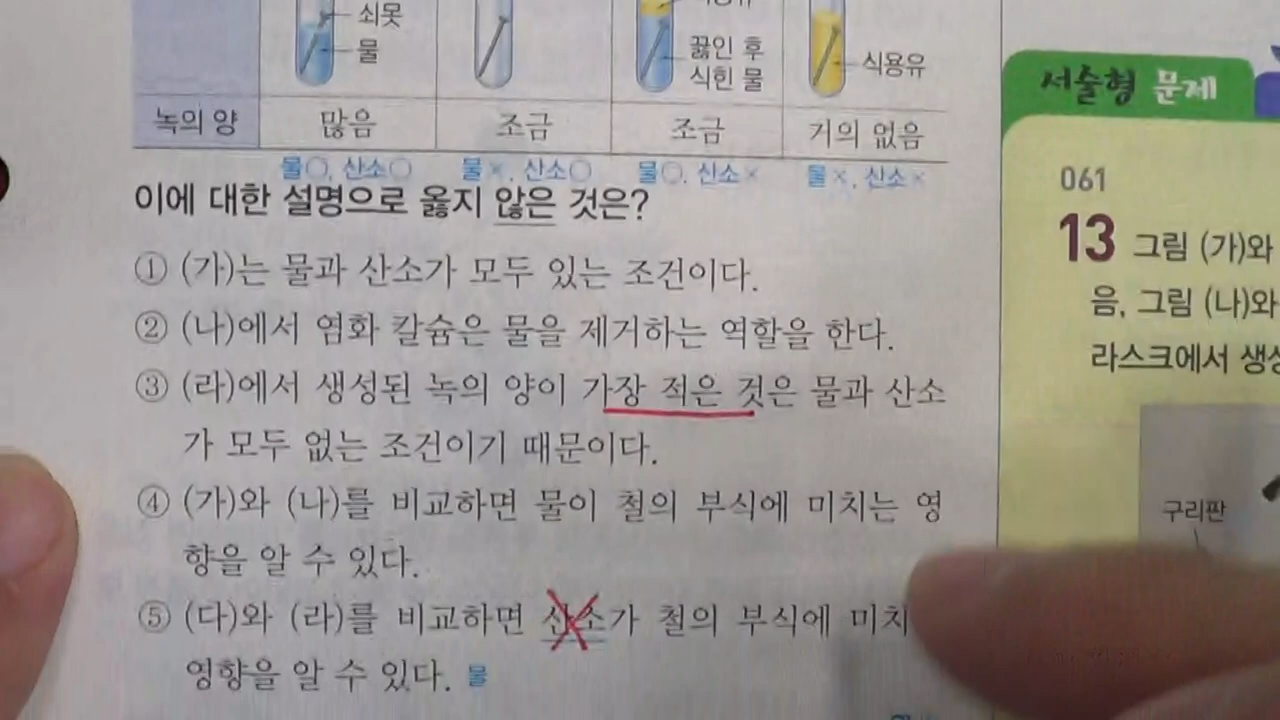 쇠못
물
끓인 후
식힌 물
식용유
녹의 양 많음 조금 조금 거의 없음
물○, 산소○ 물×, 산소○ 물○, 산소× 물×, 산소×
이에 대한 설명으로 옳지 않은 것은?
① (가)는 물과 산소가 모두 있는 조건이다.
② (나)에서 염화 칼슘은 물을 제거하는 역할을 한다.
③ (라)에서 생성된 녹의 양이 가장 적은 것은 물과 산소
가 모두 없는 조건이기 때문이다.
④ (가)와 (나)를 비교하면 물이 철의 부식에 미치는 영
향을 알 수 있다.
⑤ (다)와 (라)를 비교하면 산소가 철의 부식에 미치
영향을 알 수 있다. 물
서술형 문제
061
13 그림 (가)와
음, 그림 (나)와
라스크에서 생성
구리판